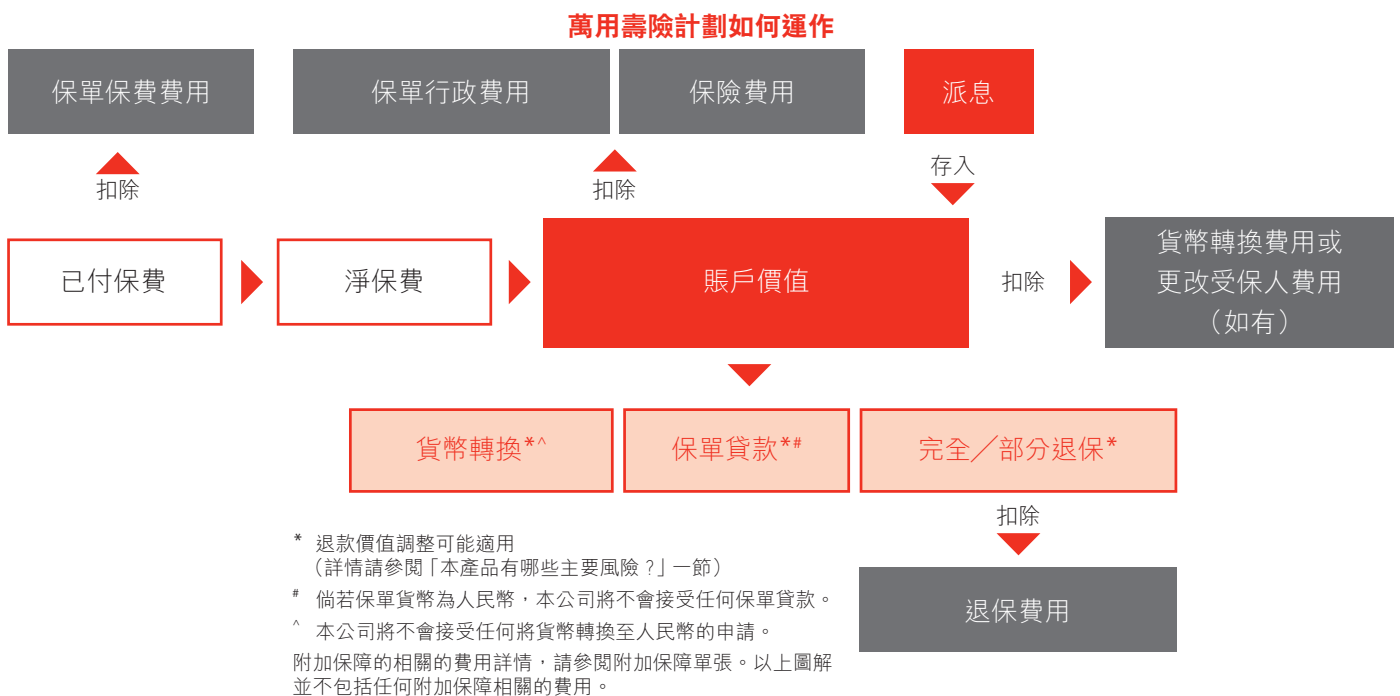 萬用壽險計劃如何運作
保單保費費用
保單行政費用
保險費用
派息
扣除
扣除
存入
已付保費
淨保費
賬戶價值
扣除
貨幣轉換費用或
更改受保人費用
（如有）
貨幣轉換*^
保單貸款*#
完全／部分退保*
扣除
退保費用
* 退款價值調整可能適用
（詳情請參閱「本產品有哪些主要風險？」一節）
# 倘若保單貨幣為人民幣，本公司將不會接受任何保單貸款。
^ 本公司將不會接受任何將貨幣轉換至人民幣的申請。
附加保障的相關的費用詳情，請參閱附加保障單張。以上圖解
並不包括任何附加保障相關的費用。